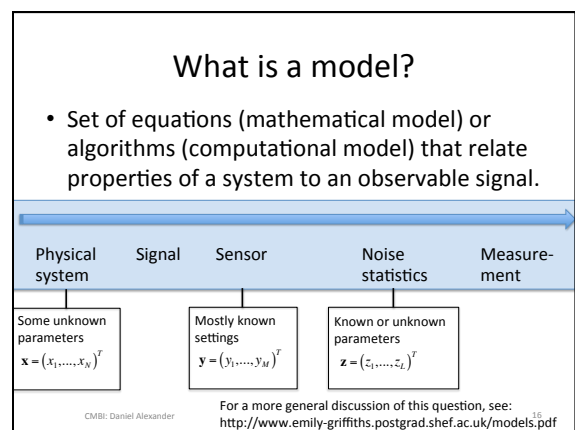 What is a model?
• Set of equations (mathematical model) or
algorithms (computational model) that relate
properties of a system to an observable signal.
Physical system
Signal
Sensor
Noise statistics
Measure-ment
Some unknown
parameters
x = (x₁,...,x_N)ᵀ
Mostly known
settings
y = (y₁,...,y_M)ᵀ
Known or unknown
parameters
z = (z₁,...,z_L)ᵀ
For a more general discussion of this question, see:
http://www.emily-griffiths.postgrad.shef.ac.uk/models.pdf
CMBI: Daniel Alexander
16